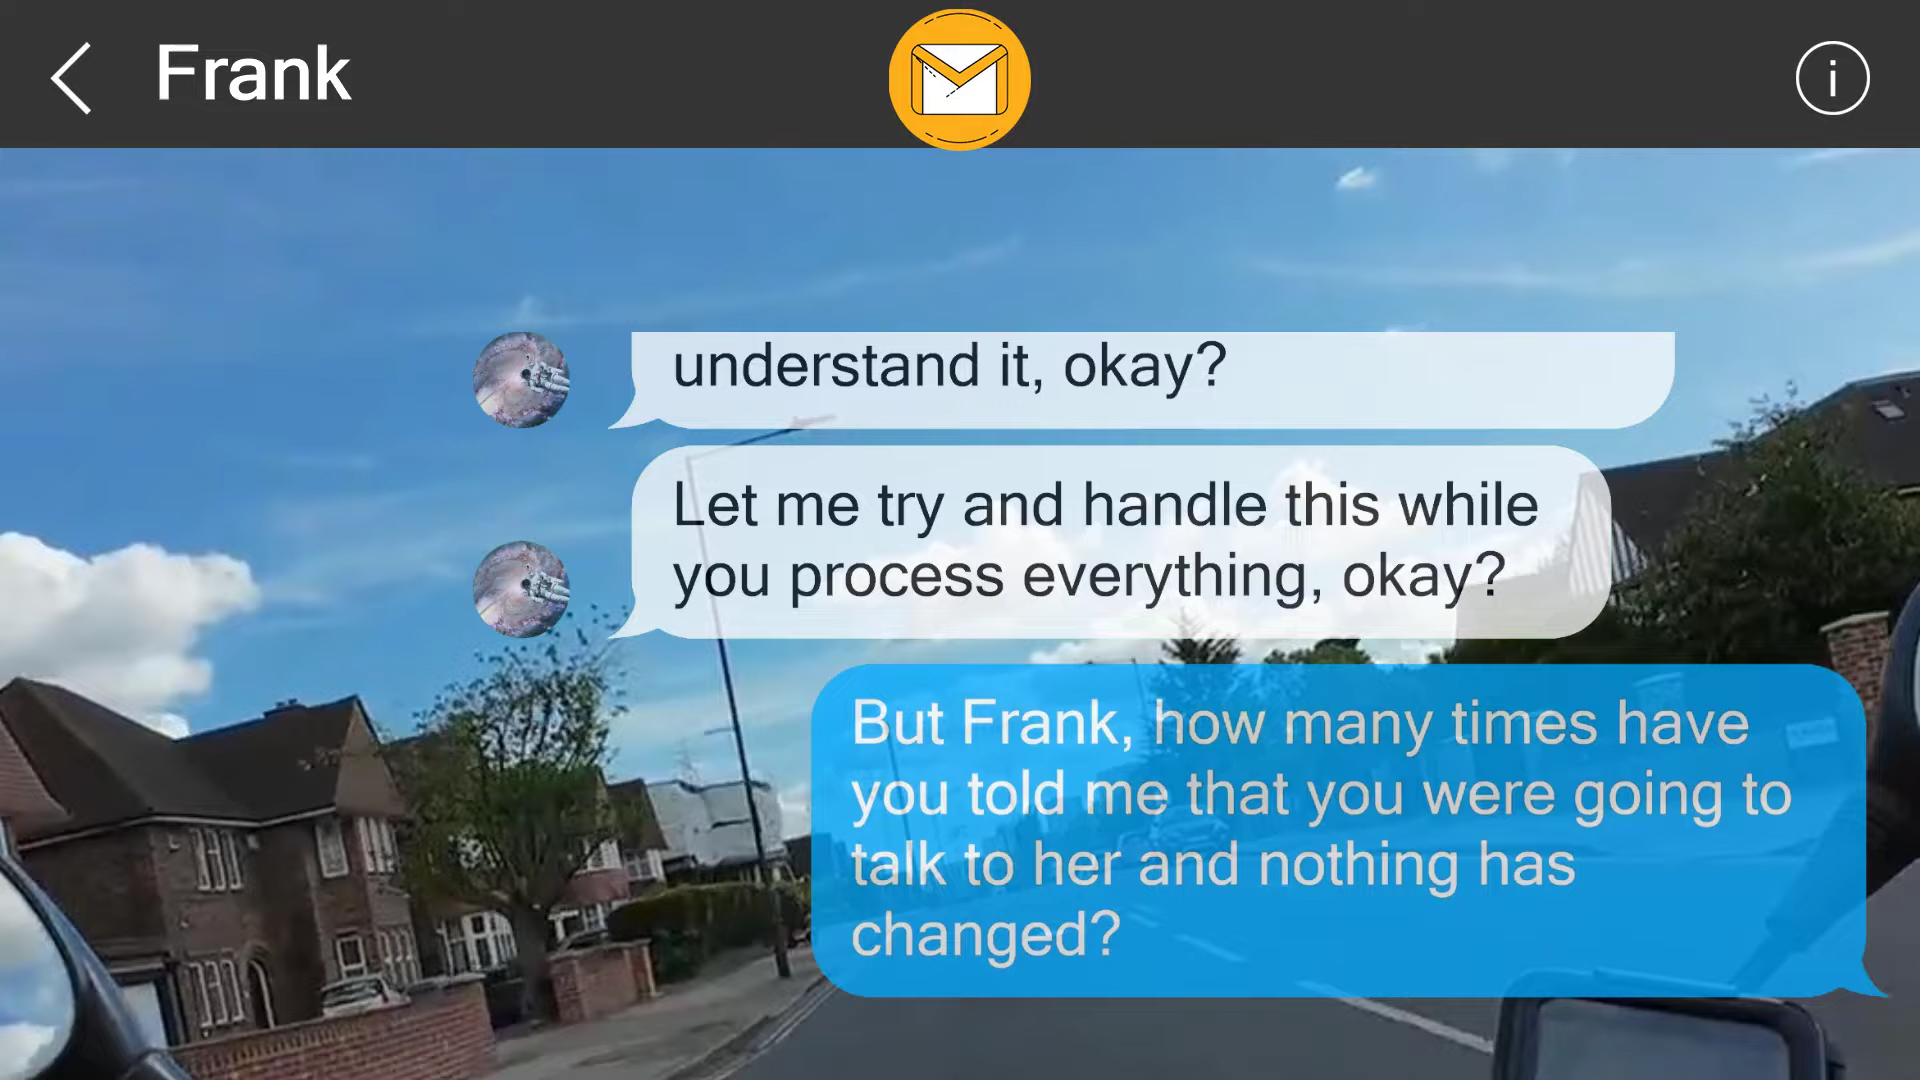 Frank
understand it, okay?
Let me try and handle this while
you process everything, okay?
But Frank, how many times have
you told me that you were going to
talk to her and nothing has
changed?